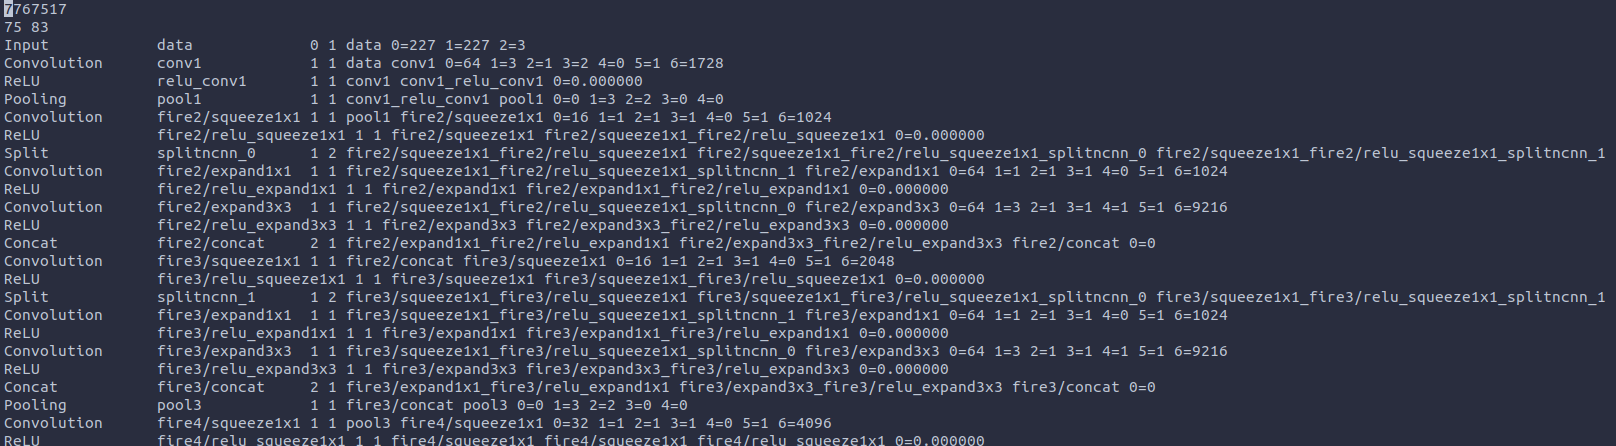 7767517
75 83
Input            data             0 1 data 0=227 1=227 2=3
Convolution      conv1            1 1 data conv1 0=64 1=3 2=1 3=2 4=0 5=1 6=1728
ReLU             relu_conv1       1 1 conv1 conv1_relu_conv1 0=0.000000
Pooling          pool1            1 1 conv1_relu_conv1 pool1 0=0 1=3 2=2 3=0 4=0
Convolution      fire2/squeeze1x1 1 1 pool1 fire2/squeeze1x1 0=16 1=1 2=1 3=1 4=0 5=1 6=1024
ReLU             fire2/relu_squeeze1x1 1 1 fire2/squeeze1x1 fire2/squeeze1x1_fire2/relu_squeeze1x1 0=0.000000
Split            splitncnn_0      1 2 fire2/squeeze1x1_fire2/relu_squeeze1x1 fire2/squeeze1x1_fire2/relu_squeeze1x1_splitncnn_0 fire2/squeeze1x1_fire2/relu_squeeze1x1_splitncnn_1
Convolution      fire2/expand1x1  1 1 fire2/squeeze1x1_fire2/relu_squeeze1x1_splitncnn_1 fire2/expand1x1 0=64 1=1 2=1 3=1 4=0 5=1 6=1024
ReLU             fire2/relu_expand1x1 1 1 fire2/expand1x1 fire2/expand1x1_fire2/relu_expand1x1 0=0.000000
Convolution      fire2/expand3x3  1 1 fire2/squeeze1x1_fire2/relu_squeeze1x1_splitncnn_0 fire2/expand3x3 0=64 1=3 2=1 3=1 4=1 5=1 6=9216
ReLU             fire2/relu_expand3x3 1 1 fire2/expand3x3 fire2/expand3x3_fire2/relu_expand3x3 0=0.000000
Concat           fire2/concat     2 1 fire2/expand1x1_fire2/relu_expand1x1 fire2/expand3x3_fire2/relu_expand3x3 fire2/concat 0=0
Convolution      fire3/squeeze1x1 1 1 fire2/concat fire3/squeeze1x1 0=16 1=1 2=1 3=1 4=0 5=1 6=2048
ReLU             fire3/relu_squeeze1x1 1 1 fire3/squeeze1x1 fire3/squeeze1x1_fire3/relu_squeeze1x1 0=0.000000
Split            splitncnn_1      1 2 fire3/squeeze1x1_fire3/relu_squeeze1x1 fire3/squeeze1x1_fire3/relu_squeeze1x1_splitncnn_0 fire3/squeeze1x1_fire3/relu_squeeze1x1_splitncnn_1
Convolution      fire3/expand1x1  1 1 fire3/squeeze1x1_fire3/relu_squeeze1x1_splitncnn_1 fire3/expand1x1 0=64 1=1 2=1 3=1 4=0 5=1 6=1024
ReLU             fire3/relu_expand1x1 1 1 fire3/expand1x1 fire3/expand1x1_fire3/relu_expand1x1 0=0.000000
Convolution      fire3/expand3x3  1 1 fire3/squeeze1x1_fire3/relu_squeeze1x1_splitncnn_0 fire3/expand3x3 0=64 1=3 2=1 3=1 4=1 5=1 6=9216
ReLU             fire3/relu_expand3x3 1 1 fire3/expand3x3 fire3/expand3x3_fire3/relu_expand3x3 0=0.000000
Concat           fire3/concat     2 1 fire3/expand1x1_fire3/relu_expand1x1 fire3/expand3x3_fire3/relu_expand3x3 fire3/concat 0=0
Pooling          pool3            1 1 fire3/concat pool3 0=0 1=3 2=2 3=0 4=0
Convolution      fire4/squeeze1x1 1 1 pool3 fire4/squeeze1x1 0=32 1=1 2=1 3=1 4=0 5=1 6=4096
ReLU             fire4/relu_squeeze1x1 1 1 fire4/squeeze1x1 fire4/squeeze1x1_fire4/relu_squeeze1x1 0=0.000000